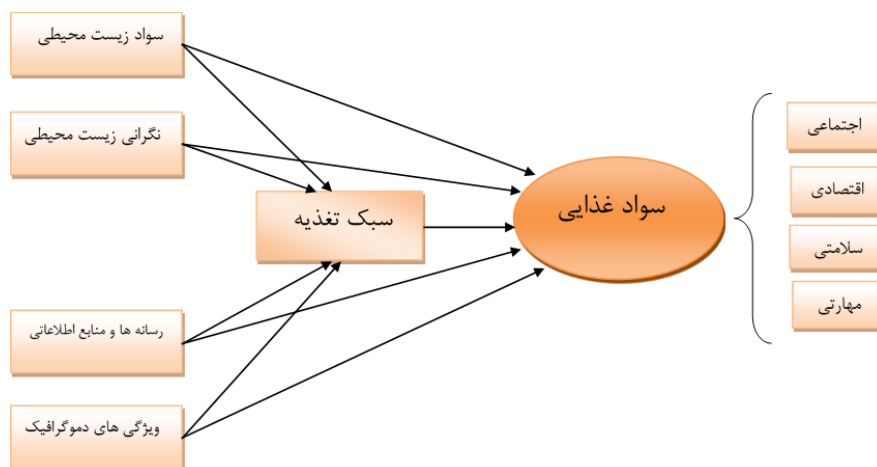 سواد زیست محیطی
نگرانی زیست محیطی
رسانه ها و منابع اطلاعاتی
ویژگی های دموگرافیک
سبک تغذیه
سواد غذایی
اجتماعی
اقتصادی
سلامتی
مهارتی